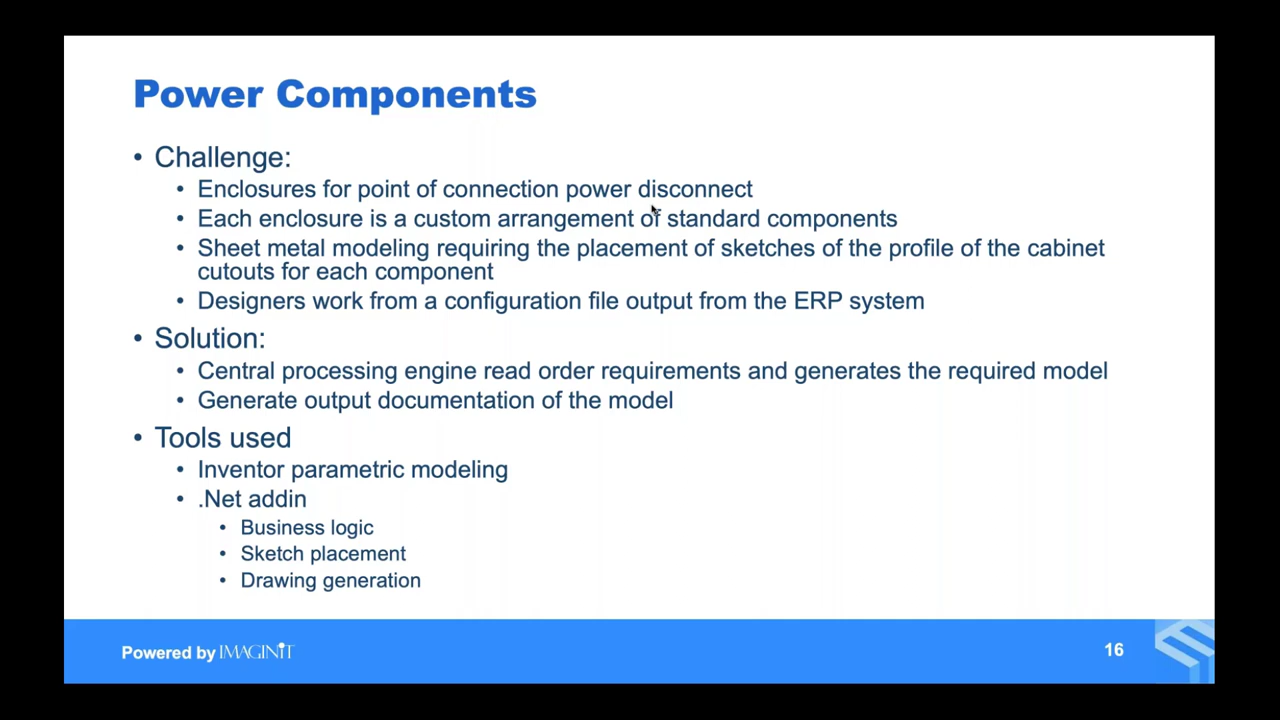 Power Components
• Challenge:
• Enclosures for point of connection power disconnect
• Each enclosure is a custom arrangement of standard components
• Sheet metal modeling requiring the placement of sketches of the profile of the cabinet
cutouts for each component
• Designers work from a configuration file output from the ERP system
• Solution:
• Central processing engine read order requirements and generates the required model
• Generate output documentation of the model
• Tools used
• Inventor parametric modeling
• .Net addin
• Business logic
• Sketch placement
• Drawing generation
Powered by IMAGINiT
16